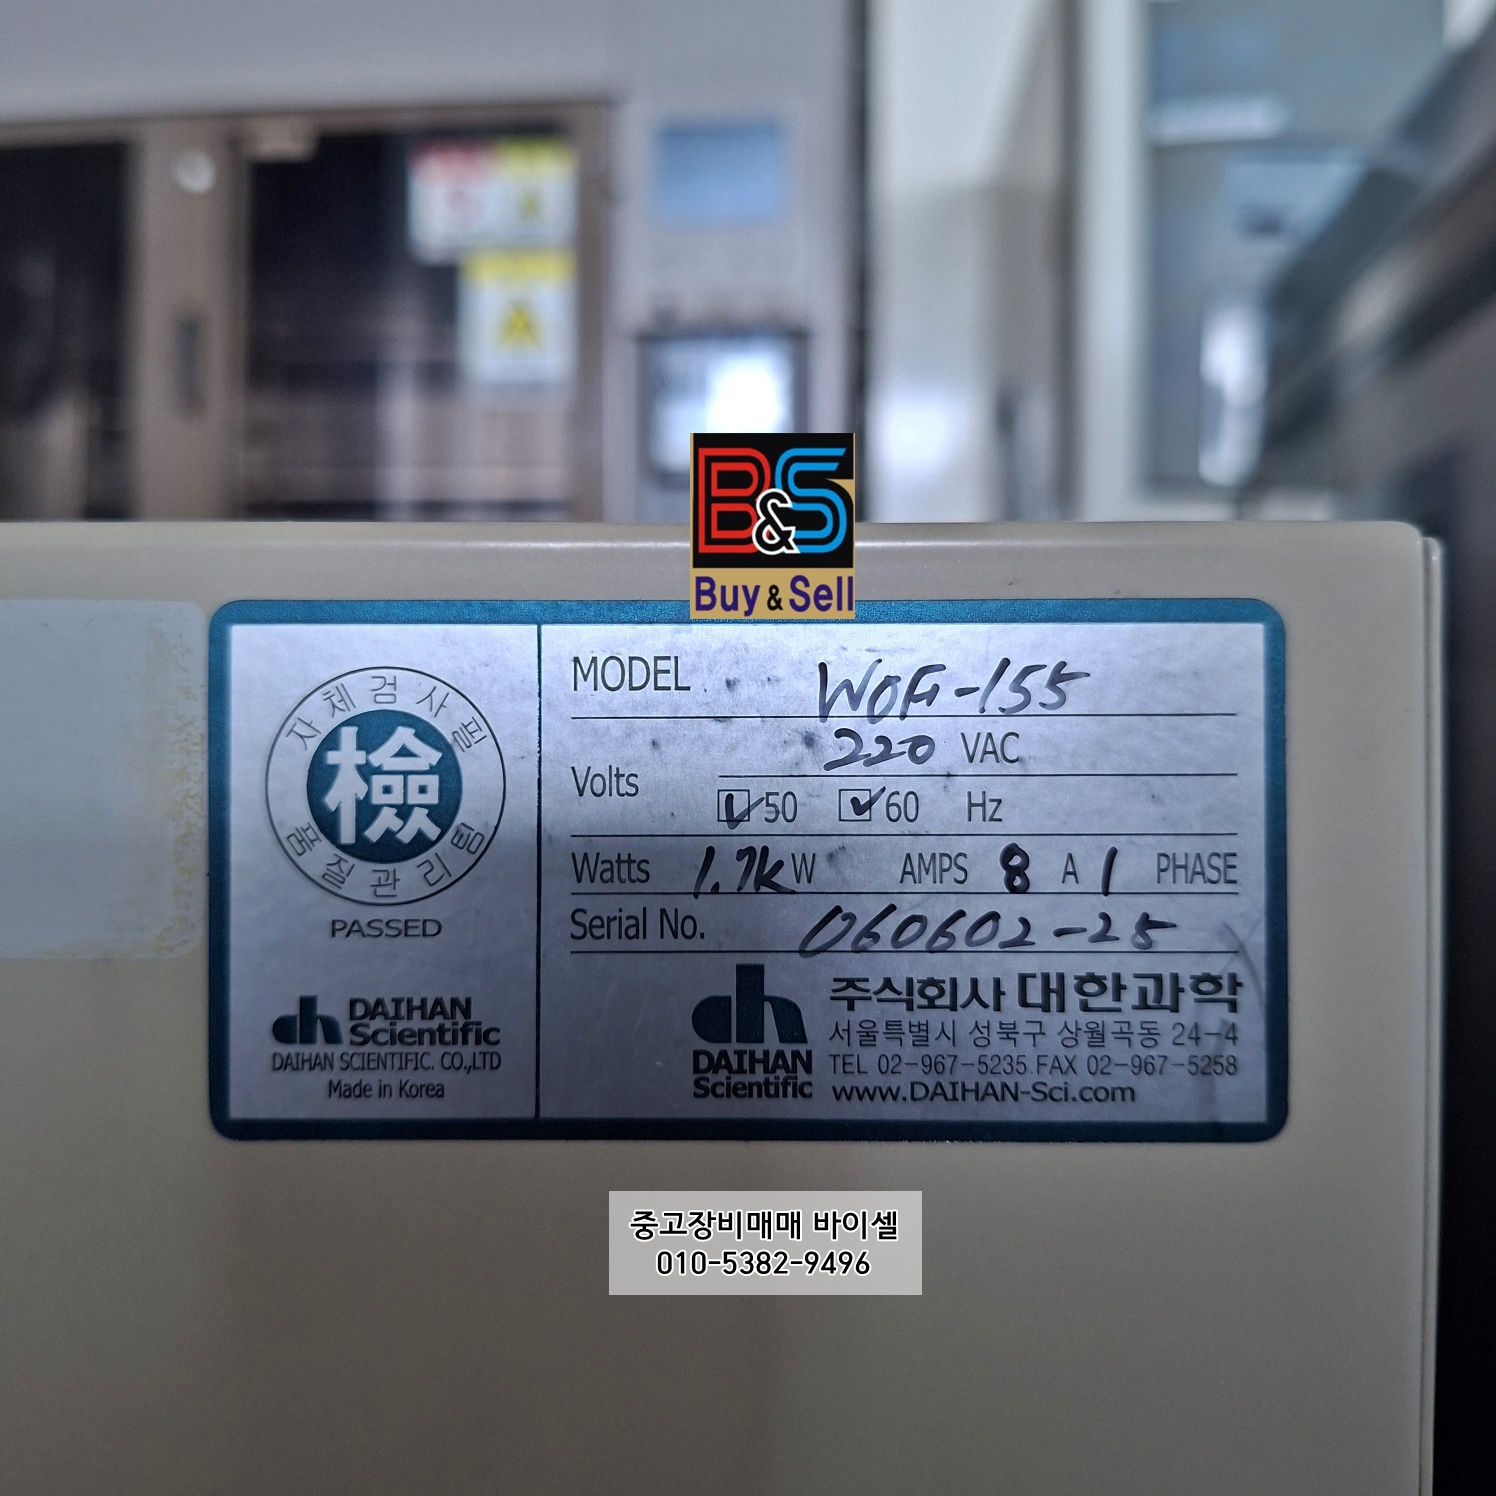 B&S
Buy & Sell
자체검사필
檢
품질관리팀
PASSED
DAIHAN
Scientific
DAIHAN SCIENTIFIC. CO.,LTD
Made in Korea
MODEL WOF-155
Volts 220 VAC
50 60 Hz
Watts 1.7K W AMPS 8 A 1 PHASE
Serial No. 060602-25
dh 주식회사 대한과학
서울특별시 성북구 상월곡동 24-4
DAIHAN TEL 02-967-5235 FAX 02-967-5258
Scientific www.DAIHAN-Sci.com
중고장비매매 바이셀
010-5382-9496